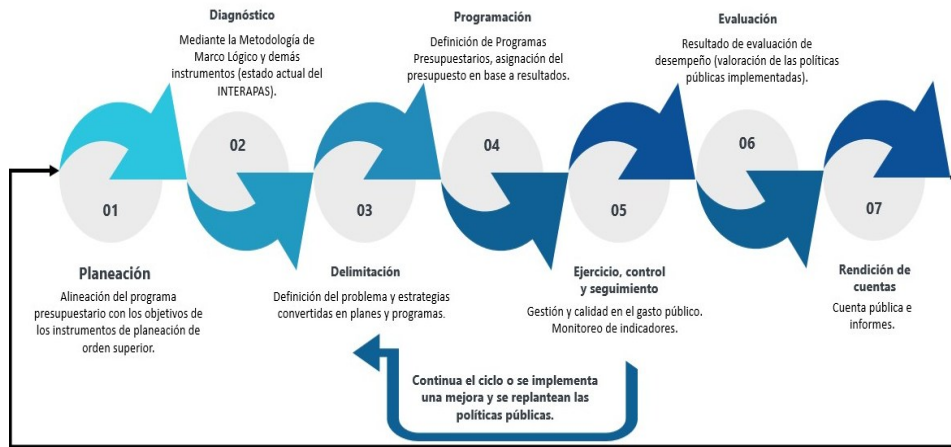 Diagnóstico
Mediante la Metodología de
Marco Lógico y demás
instrumentos (estado actual del
INTERAPAS).
Programación
Definición de Programas
Presupuestarios, asignación del
presupuesto en base a resultados.
Evaluación
Resultado de evaluación de
desempeño (valoración de las políticas
públicas implementadas).
01
02
03
04
05
06
07
Planeación
Alineación del programa
presupuestario con los objetivos de
los instrumentos de planeación de
orden superior.
Delimitación
Definición del problema y estrategias
convertidas en planes y programas.
Ejercicio, control
y seguimiento
Gestión y calidad en el gasto público.
Monitoreo de indicadores.
Rendición de
cuentas
Cuenta pública e
informes.
Continua el ciclo o se implementa
una mejora y se replantean las
políticas públicas.